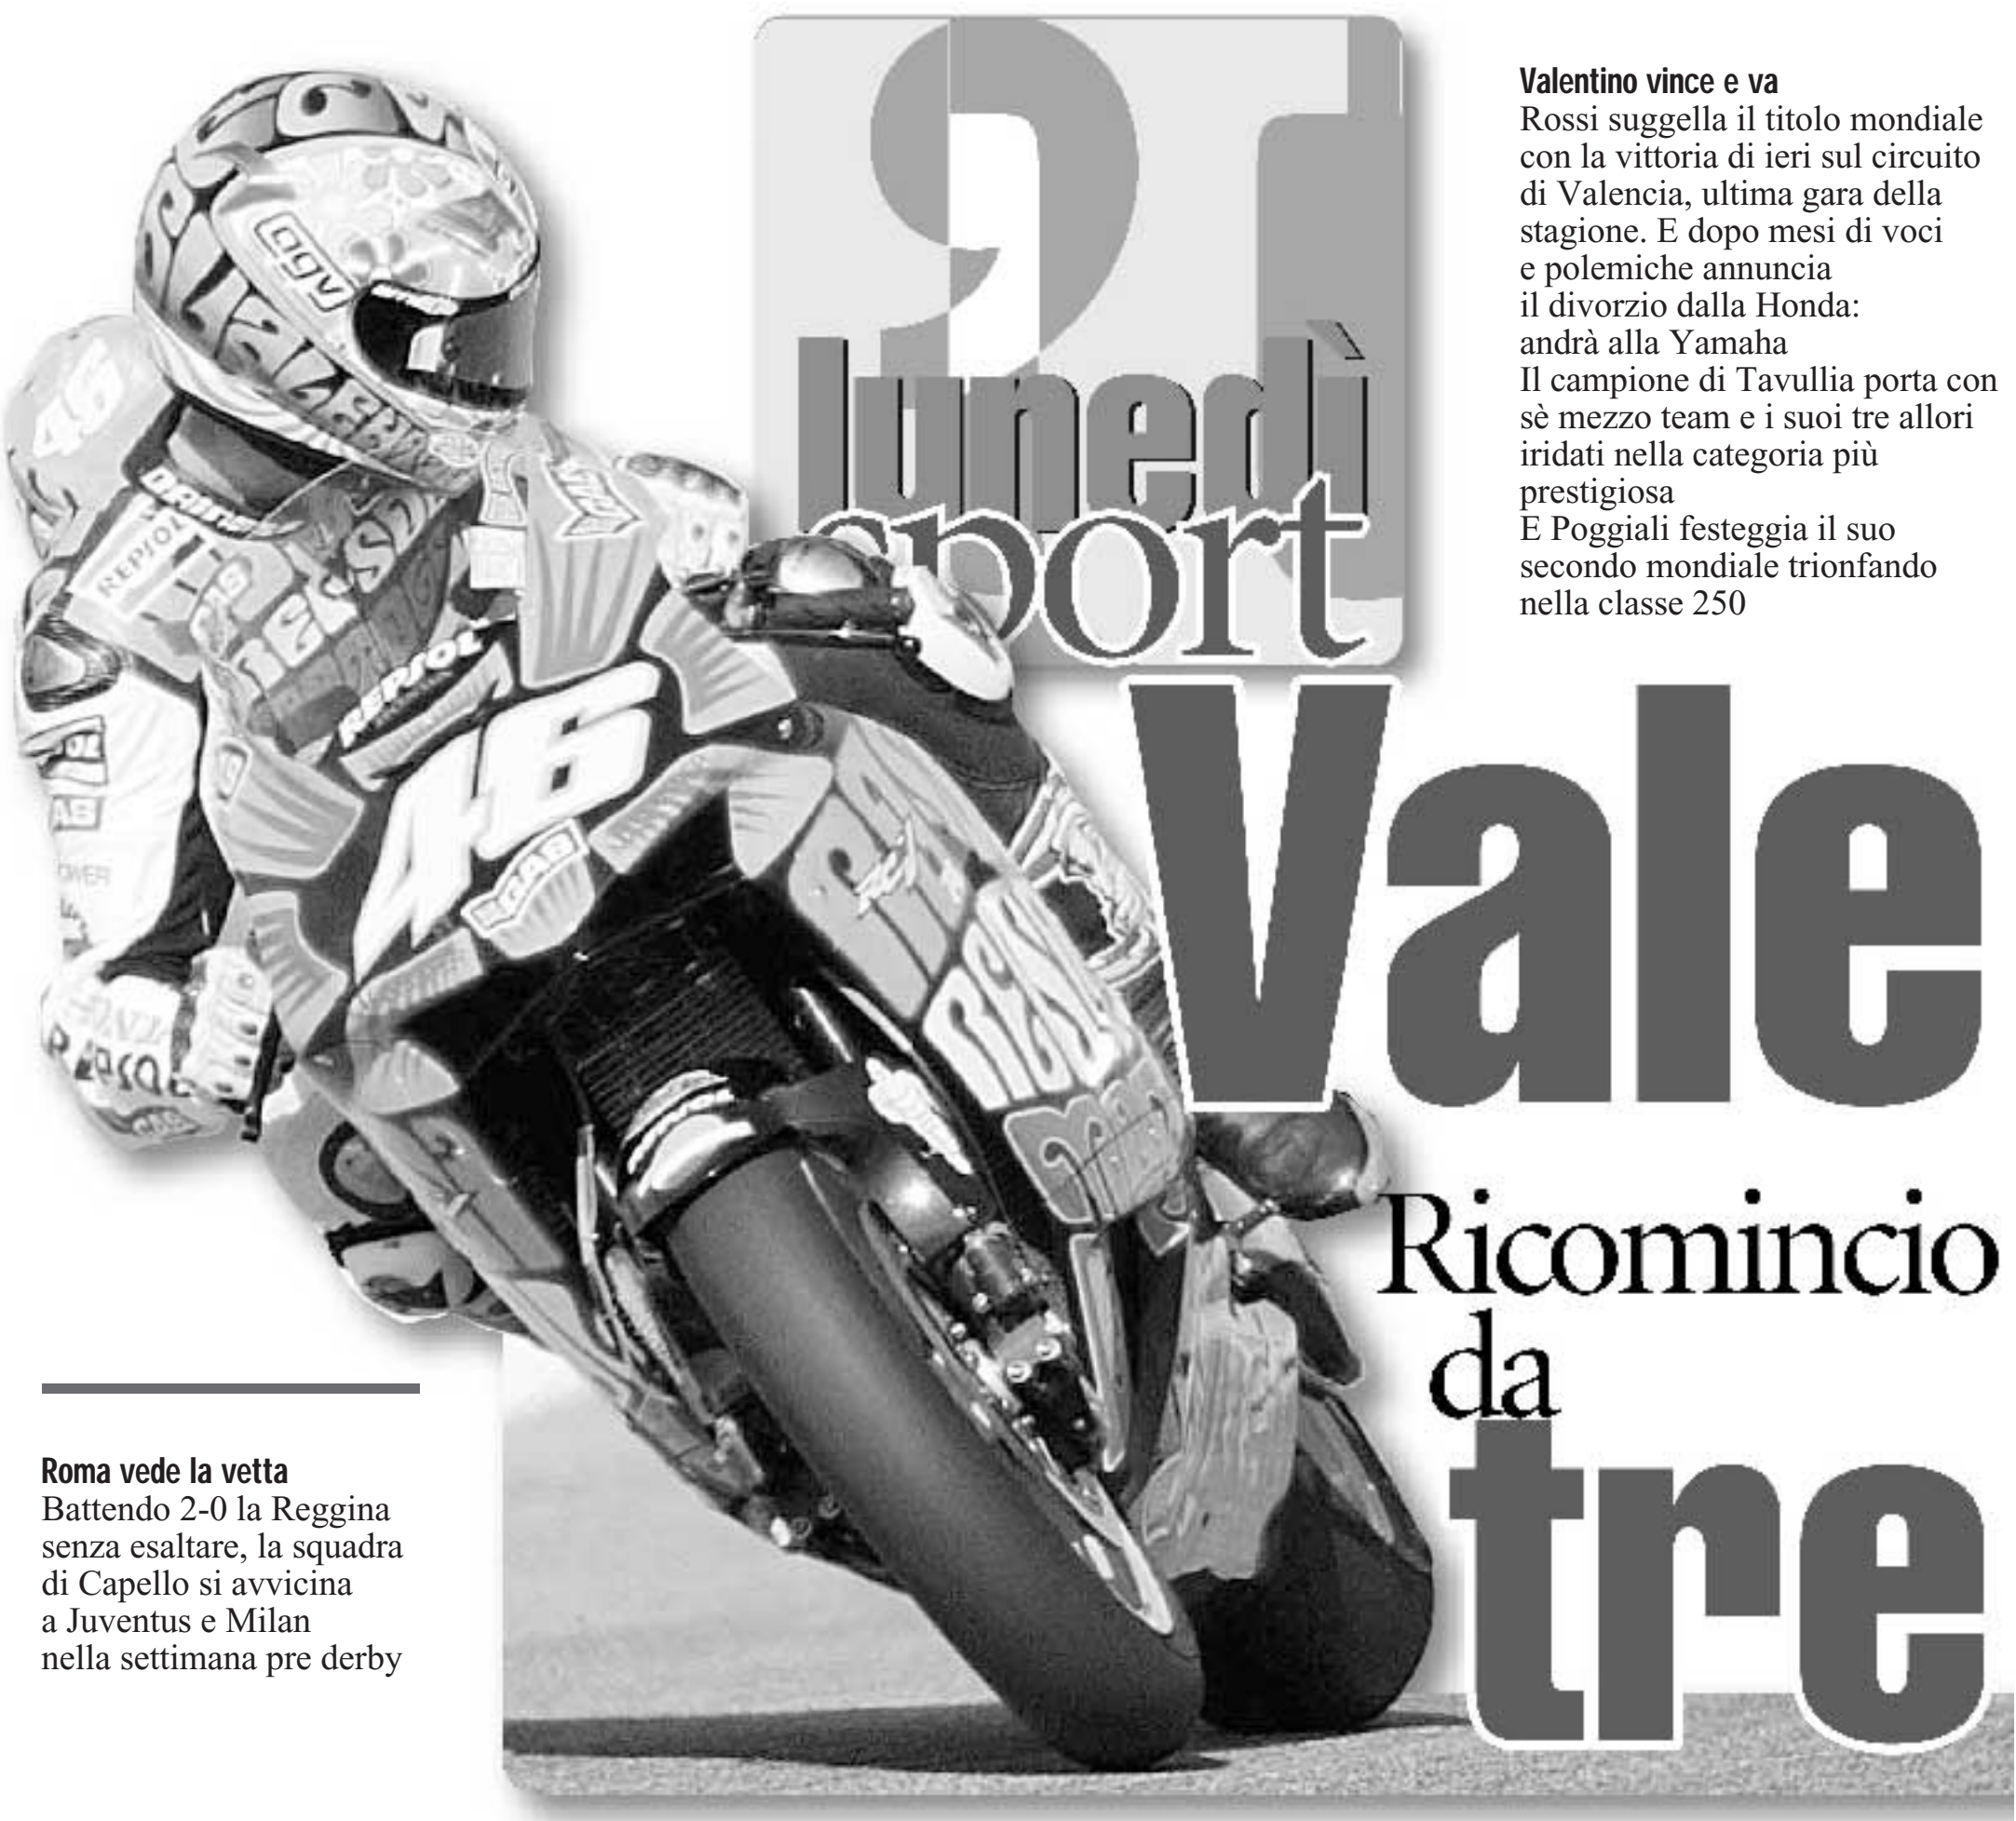 Valentino vince e va
Rossi suggella il titolo mondiale
con la vittoria di ieri sul circuito
di Valencia, ultima gara della
stagione. E dopo mesi di voci
e polemiche annuncia
il divorzio dalla Honda:
andrà alla Yamaha
Il campione di Tavullia porta con
sè mezzo team e i suoi tre allori
iridati nella categoria più
prestigiosa
E Poggiali festeggia il suo
secondo mondiale trionfando
nella classe 250
lunedì
sport
Vale
Ricomincio
da
tre
agv
REPSOL
REPSOL
46
GAS
Roma vede la vetta
Battendo 2-0 la Reggina
senza esaltare, la squadra
di Capello si avvicina
a Juventus e Milan
nella settimana pre derby